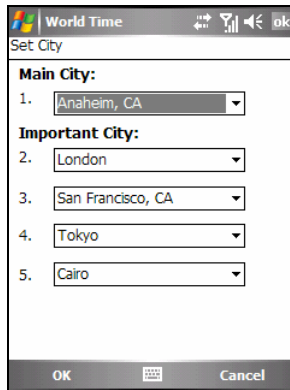 World Time ok
Set City
Main City:
1. Anaheim, CA
Important City:
2. London
3. San Francisco, CA
4. Tokyo
5. Cairo
OK Cancel